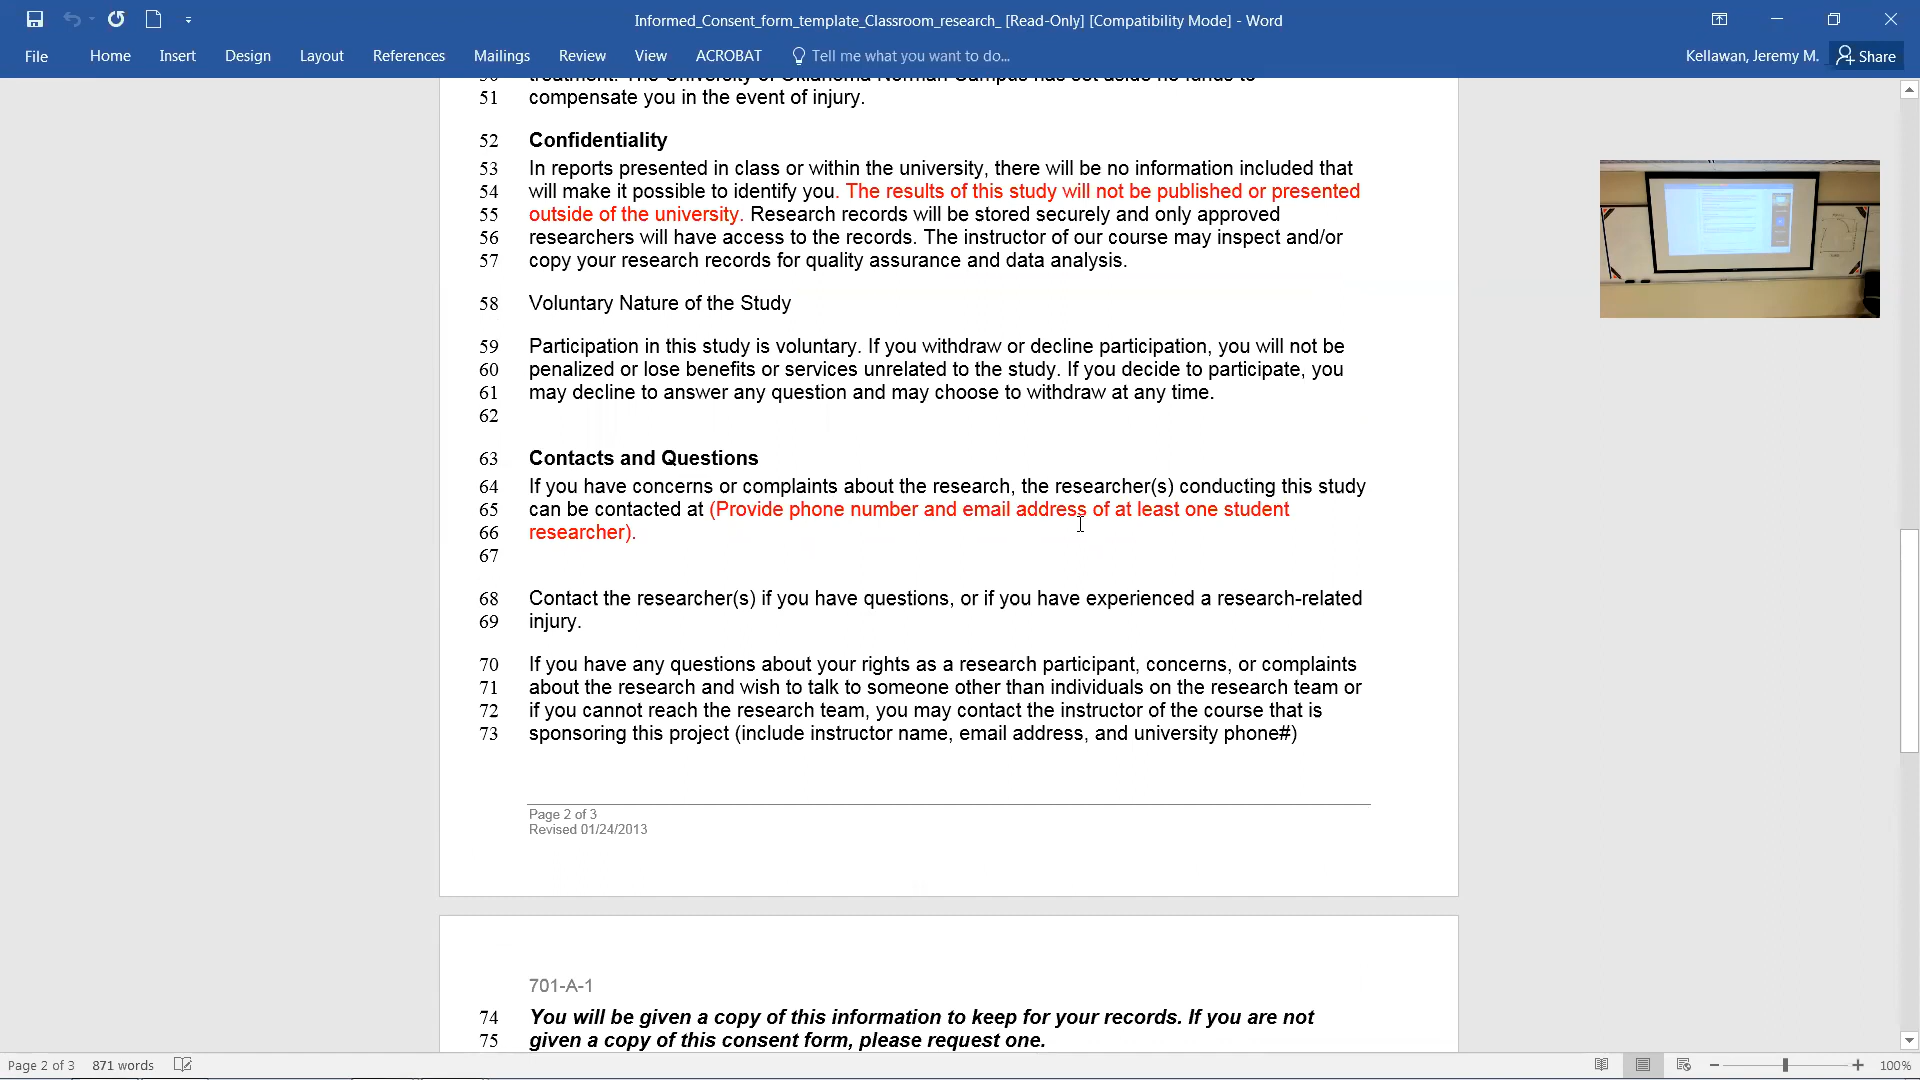 Informed_Consent_form_template_Classroom_research_ [Read-Only] [Compatibility Mode] - Word
File Home Insert Design Layout References Mailings Review View ACROBAT Tell me what you want to do... Kellawan, Jeremy M. Share
50 treatment. The University of Oklahoma Norman Campus has set aside no funds to
51 compensate you in the event of injury.
52 Confidentiality
53 In reports presented in class or within the university, there will be no information included that
54 will make it possible to identify you. The results of this study will not be published or presented
55 outside of the university. Research records will be stored securely and only approved
56 researchers will have access to the records. The instructor of our course may inspect and/or
57 copy your research records for quality assurance and data analysis.
58 Voluntary Nature of the Study
59 Participation in this study is voluntary. If you withdraw or decline participation, you will not be
60 penalized or lose benefits or services unrelated to the study. If you decide to participate, you
61 may decline to answer any question and may choose to withdraw at any time.
62
63 Contacts and Questions
64 If you have concerns or complaints about the research, the researcher(s) conducting this study
65 can be contacted at (Provide phone number and email address of at least one student
66 researcher).
67
68 Contact the researcher(s) if you have questions, or if you have experienced a research-related
69 injury.
70 If you have any questions about your rights as a research participant, concerns, or complaints
71 about the research and wish to talk to someone other than individuals on the research team or
72 if you cannot reach the research team, you may contact the instructor of the course that is
73 sponsoring this project (include instructor name, email address, and university phone#)
Page 2 of 3
Revised 01/24/2013
701-A-1
74 You will be given a copy of this information to keep for your records. If you are not
75 given a copy of this consent form, please request one.
Page 2 of 3 871 words 100%